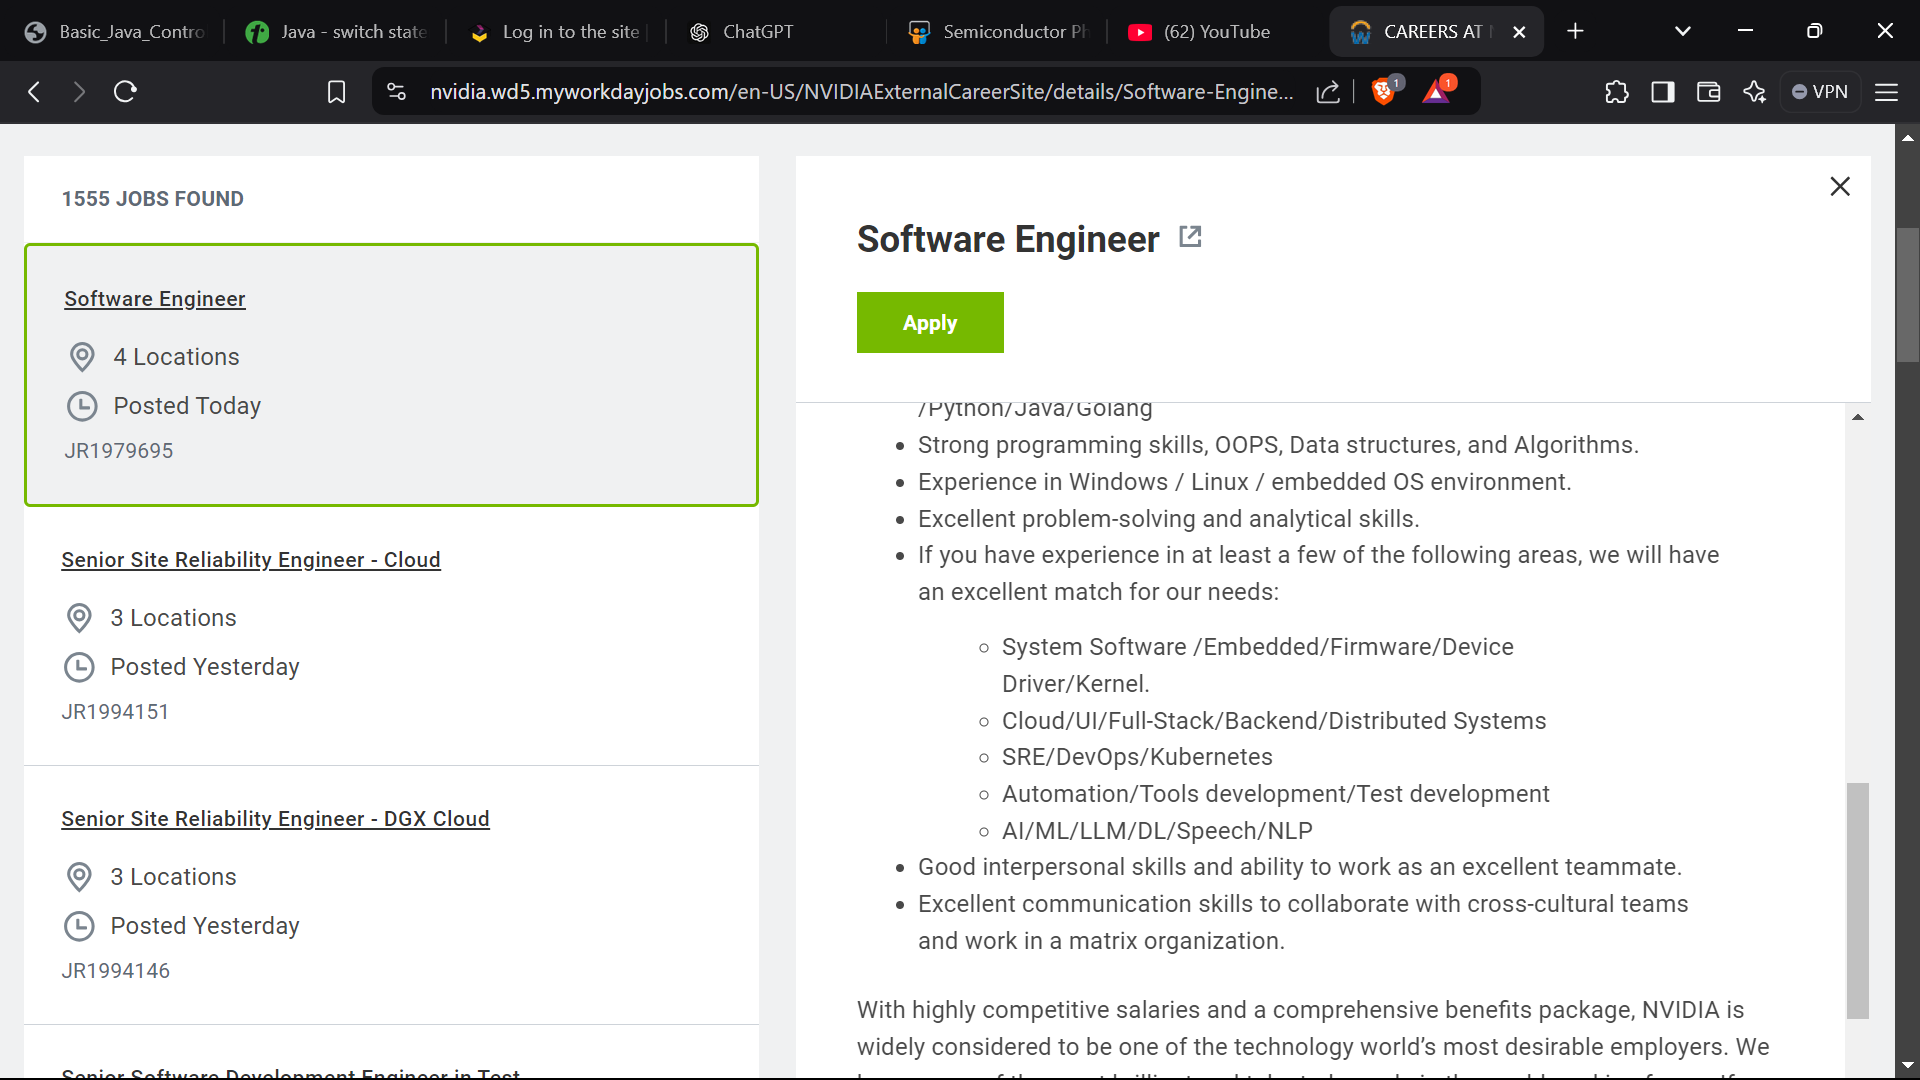 Basic_Java_Contro
Java - switch state
Log in to the site
ChatGPT
Semiconductor Ph
(62) YouTube
CAREERS AT
nvidia.wd5.myworkdayjobs.com/en-US/NVIDIAExternalCareerSite/details/Software-Engine...
1
1
VPN
1555 JOBS FOUND
Software Engineer
4 Locations
Posted Today
JR1979695
Senior Site Reliability Engineer - Cloud
3 Locations
Posted Yesterday
JR1994151
Senior Site Reliability Engineer - DGX Cloud
3 Locations
Posted Yesterday
JR1994146
Senior Software Development Engineer in Test
Software Engineer
Apply
/Python/Java/Golang
• Strong programming skills, OOPS, Data structures, and Algorithms.
• Experience in Windows / Linux / embedded OS environment.
• Excellent problem-solving and analytical skills.
• If you have experience in at least a few of the following areas, we will have
an excellent match for our needs:
◦ System Software /Embedded/Firmware/Device
Driver/Kernel.
◦ Cloud/UI/Full-Stack/Backend/Distributed Systems
◦ SRE/DevOps/Kubernetes
◦ Automation/Tools development/Test development
◦ AI/ML/LLM/DL/Speech/NLP
• Good interpersonal skills and ability to work as an excellent teammate.
• Excellent communication skills to collaborate with cross-cultural teams
and work in a matrix organization.
With highly competitive salaries and a comprehensive benefits package, NVIDIA is
widely considered to be one of the technology world's most desirable employers. We